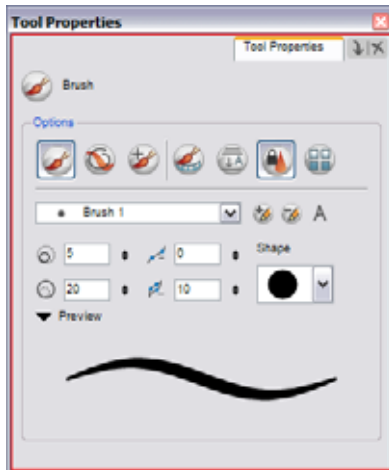 Tool Properties
Tool Properties
Brush
Options
A
Brush 1
A
5
0
Shape
20
10
Preview